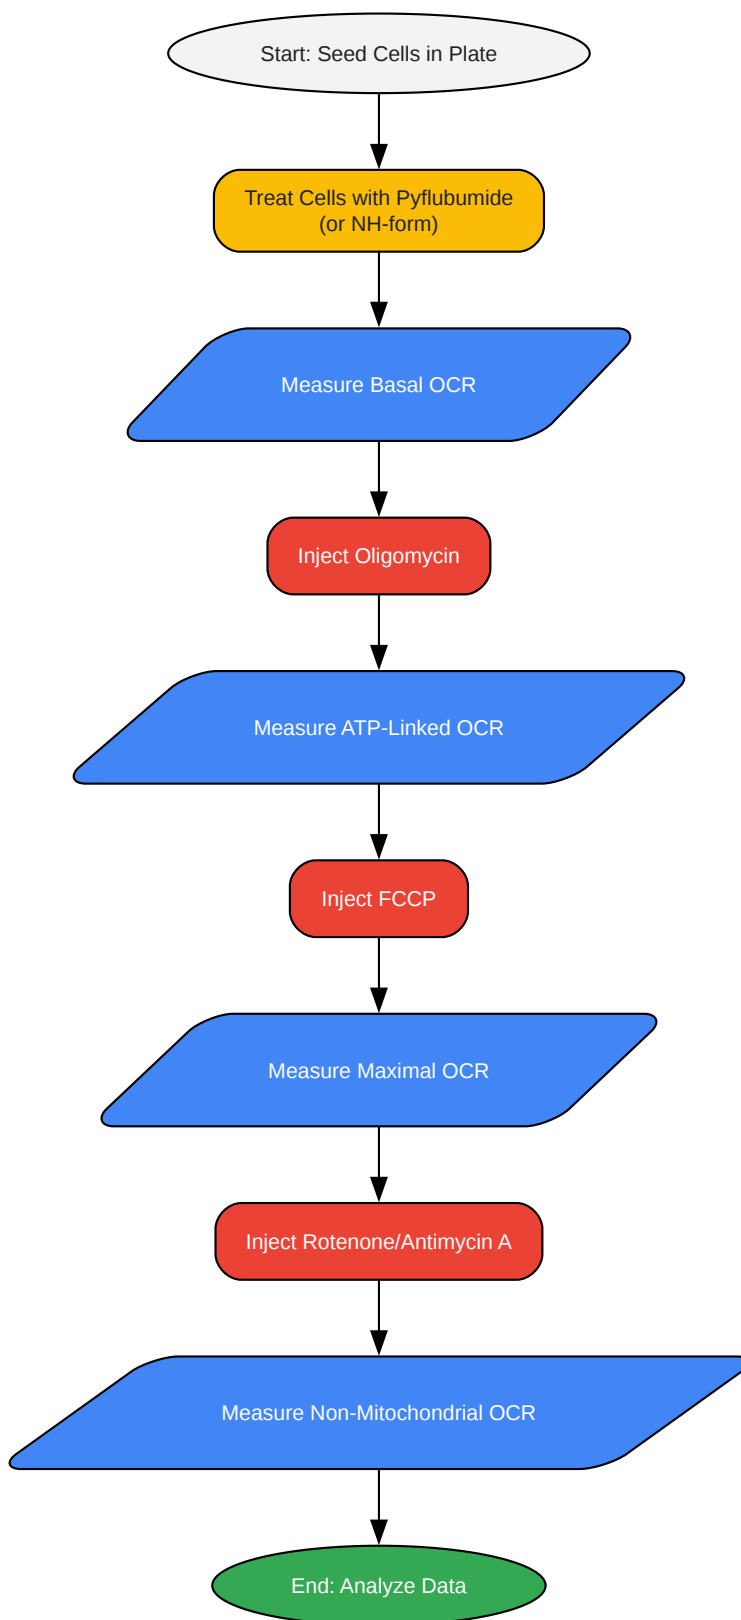 Start: Seed Cells in Plate
Treat Cells with Pyflubumide
(or NH-form)
Measure Basal OCR
Inject Oligomycin
Measure ATP-Linked OCR
Inject FCCP
Measure Maximal OCR
Inject Rotenone/Antimycin A
Measure Non-Mitochondrial OCR
End: Analyze Data